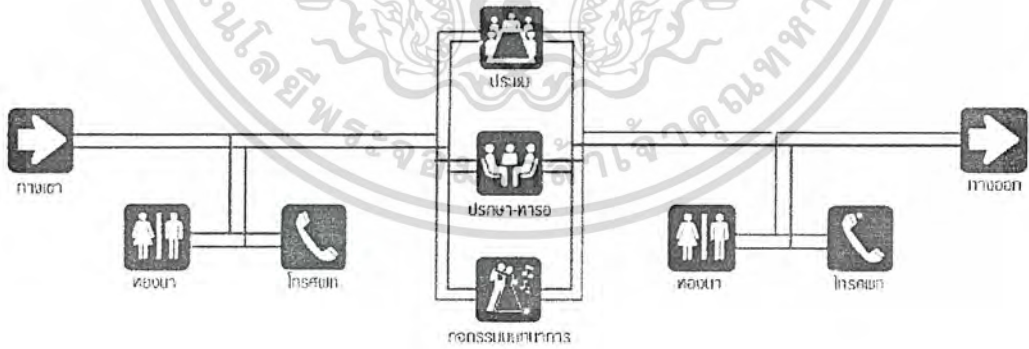 ประชุม
ทางเข้า
ปรึกษา-หารือ
ทางออก
ห้องน้ำ
โทรศัพท์
ห้องน้ำ
โทรศัพท์
กิจกรรมนันทนาการ